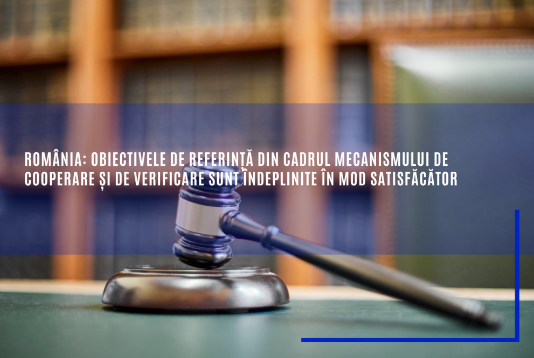 ROMÂNIA: OBIECTIVELE DE REFERINȚĂ DIN CADRUL MECANISMULUI DE
COOPERARE ȘI DE VERIFICARE SUNT ÎNDEPLINITE ÎN MOD SATISFĂCĂTOR